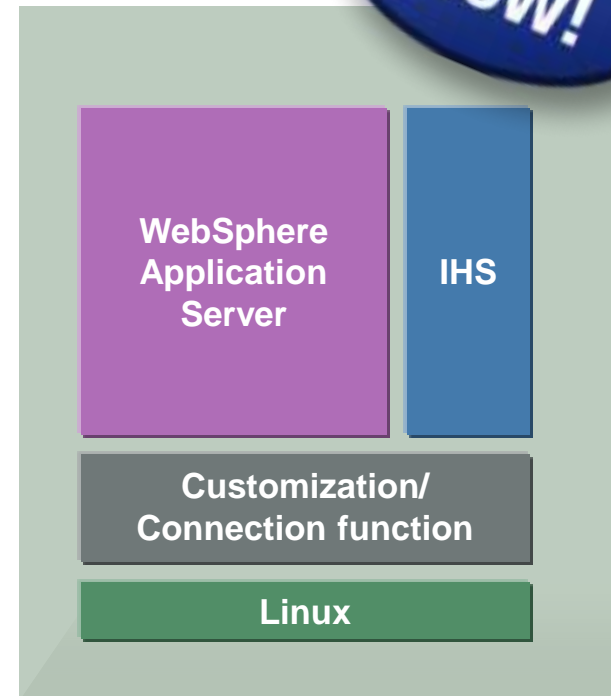 WebSphere
Application
Server
IHS
Customization/
Connection function
Linux